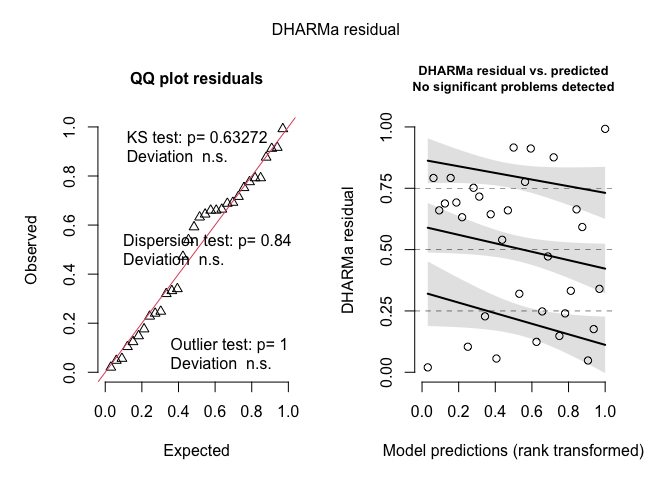 DHARMa residual
QQ plot residuals
KS test: p= 0.63272
Deviation n.s.
Dispersion test: p= 0.84
Deviation n.s.
Outlier test: p= 1
Deviation n.s.
Observed
0.0 0.2 0.4 0.6 0.8 1.0
0.0 0.2 0.4 0.6 0.8 1.0
Expected
DHARMa residual vs. predicted
No significant problems detected
DHARMa residual
0.00 0.25 0.50 0.75 1.00
0.0 0.2 0.4 0.6 0.8 1.0
Model predictions (rank transformed)